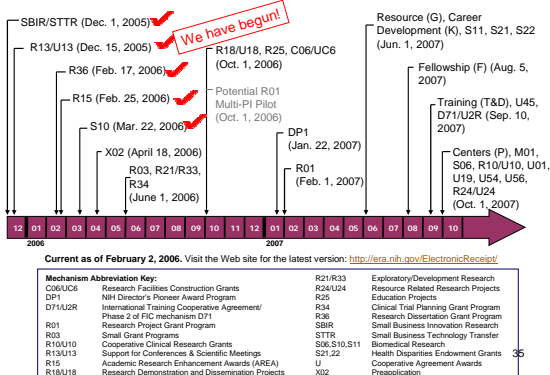 SBIR/STTR (Dec. 1, 2005)
R13/U13 (Dec. 15, 2005)
We have begun!
R36 (Feb. 17, 2006)
R15 (Feb. 25, 2006)
S10 (Mar. 22, 2006)
X02 (April 18, 2006)
R03, R21/R33,
R34
(June 1, 2006)
R18/U18, R25, C06/UC6
(Oct. 1, 2006)
Potential R01
Multi-PI Pilot
(Oct. 1, 2006)
DP1
(Jan. 22, 2007)
R01
(Feb. 1, 2007)
Resource (G), Career
Development (K), S11, S21, S22
(Jun. 1, 2007)
Fellowship (F) (Aug. 5,
2007)
Training (T&D), U45,
D71/U2R (Sep. 10,
2007)
Centers (P), M01,
S06, R10/U10, U01,
U19, U54, U56,
R24/U24
(Oct. 1, 2007)
12 01 02 03 04 05 06 07 08 09 10 11 12 01 02 03 04 05 06 07 08 09 10
2006 2007
Current as of February 2, 2006. Visit the Web site for the latest version: http://era.nih.gov/ElectronicReceipt/
Mechanism Abbreviation Key:
C06/UC6 Research Facilities Construction Grants
DP1 NIH Director's Pioneer Award Program
D71/U2R International Training Cooperative Agreement/
Phase 2 of FIC mechanism D71
R01 Research Project Grant Program
R03 Small Grant Programs
R10/U10 Cooperative Clinical Research Grants
R13/U13 Support for Conferences & Scientific Meetings
R15 Academic Research Enhancement Awards (AREA)
R18/U18 Research Demonstration and Dissemination Projects
R21/R33 Exploratory/Development Research
R24/U24 Resource Related Research Projects
R25 Education Projects
R34 Clinical Trial Planning Grant Program
R36 Research Dissertation Grant Program
SBIR Small Business Innovation Research
STTR Small Business Technology Transfer
S06,S10,S11 Biomedical Research
S21,22 Health Disparities Endowment Grants
U Cooperative Agreement Awards
X02 Preapplication
35